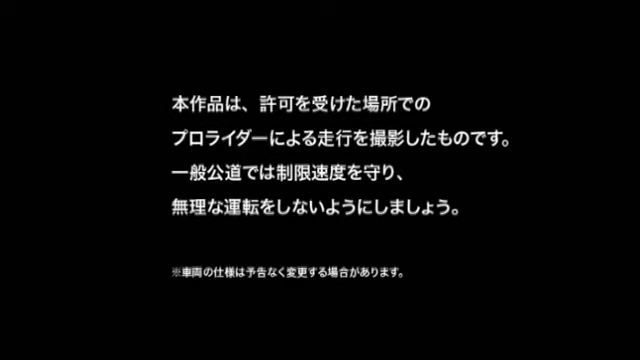 本作品は、許可を受けた場所での
プロライダーによる走行を撮影したものです。
一般公道では制限速度を守り、
無理な運転をしないようにしましょう。
※車両の仕様は予告なく変更する場合があります。